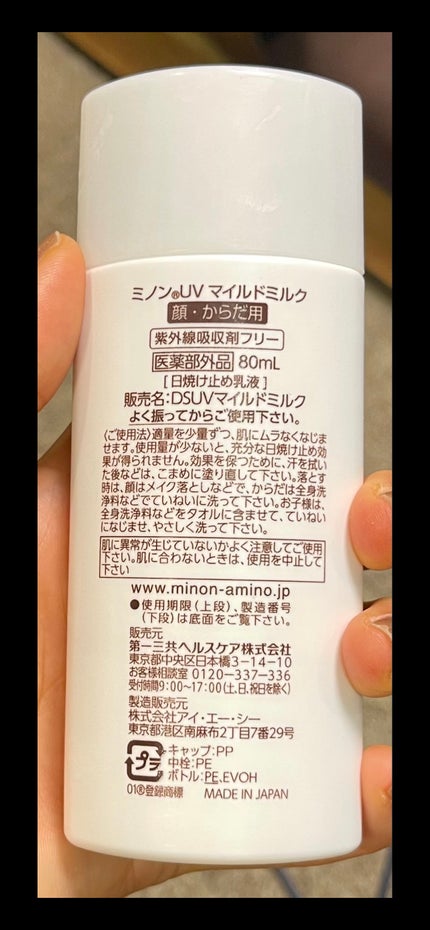 ミノン®UV マイルドミルク
顔・からだ用
紫外線吸収剤フリー
医薬部外品 80mL
[日焼け止め乳液]
販売名:DSUVマイルドミルク
よく振ってからご使用下さい。
〈ご使用法〉適量を少量ずつ、肌にムラなくなじま
せます。使用量が少ないと、充分な日焼け止め効
果が得られません。効果を保つために、汗を拭い
た後などは、こまめに塗り直して下さい。落とす
時は、顔はメイク落としなどで、からだは全身洗
浄料などでていねいに洗って下さい。お子様は、
全身洗浄料などをタオルに含ませて、ていねい
になじませ、やさしく洗って下さい。
肌に異常が生じていないかよく注意してご使用
下さい。肌に合わないときは、使用を中止して
下さい
www.minon-amino.jp
●使用期限(上段)、製造番号
(下段)は底面をご覧下さい。
販売元
第一三共ヘルスケア株式会社
東京都中央区日本橋3-14-10
お客様相談室 0120-337-336
受付時間9:00~17:00(土、日、祝日を除く)
製造販売元
株式会社アイ・エー・シー
東京都港区南麻布2丁目7番29号
プラ
キャップ:PP
中栓:PE
ボトル:PE,EVOH
01®登録商標 MADE IN JAPAN